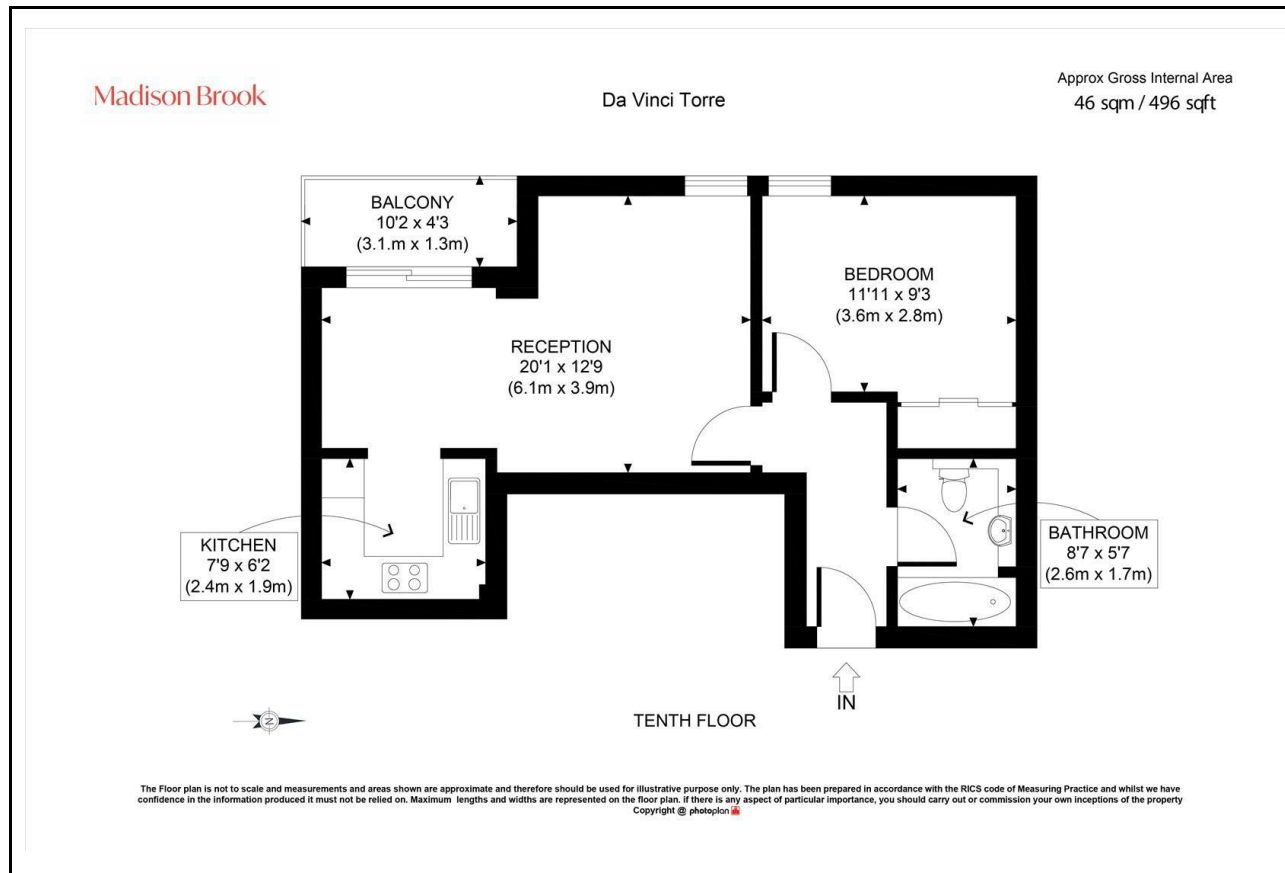 Madison Brook
Da Vinci Torre
Approx Gross Internal Area
46 sqm / 496 sqft
BALCONY
10'2 x 4'3
(3.1.m x 1.3m)
BEDROOM
11'11 x 9'3
(3.6m x 2.8m)
RECEPTION
20'1 x 12'9
(6.1m x 3.9m)
KITCHEN
7'9 x 6'2
(2.4m x 1.9m)
BATHROOM
8'7 x 5'7
(2.6m x 1.7m)
IN
N
TENTH FLOOR
The Floor plan is not to scale and measurements and areas shown are approximate and therefore should be used for illustrative purpose only. The plan has been prepared in accordance with the RICS code of Measuring Practice and whilst we have
confidence in the information produced it must not be relied on. Maximum lengths and widths are represented on the floor plan. if there is any aspect of particular importance, you should carry out or commission your own inceptions of the property
Copyright @ photoplan